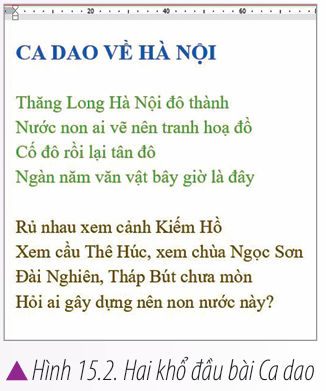 20 40 60
CA DAO VỀ HÀ NỘI
Thăng Long Hà Nội đô thành
Nước non ai vẽ nên tranh hoạ đồ
Cố đô rồi lại tân đô
Ngàn năm văn vật bây giờ là đây
Rủ nhau xem cảnh Kiếm Hồ
Xem cầu Thê Húc, xem chùa Ngọc Sơn
Đài Nghiên, Tháp Bút chưa mòn
Hỏi ai gây dựng nên non nước này?
▲ Hình 15.2. Hai khổ đầu bài Ca dao